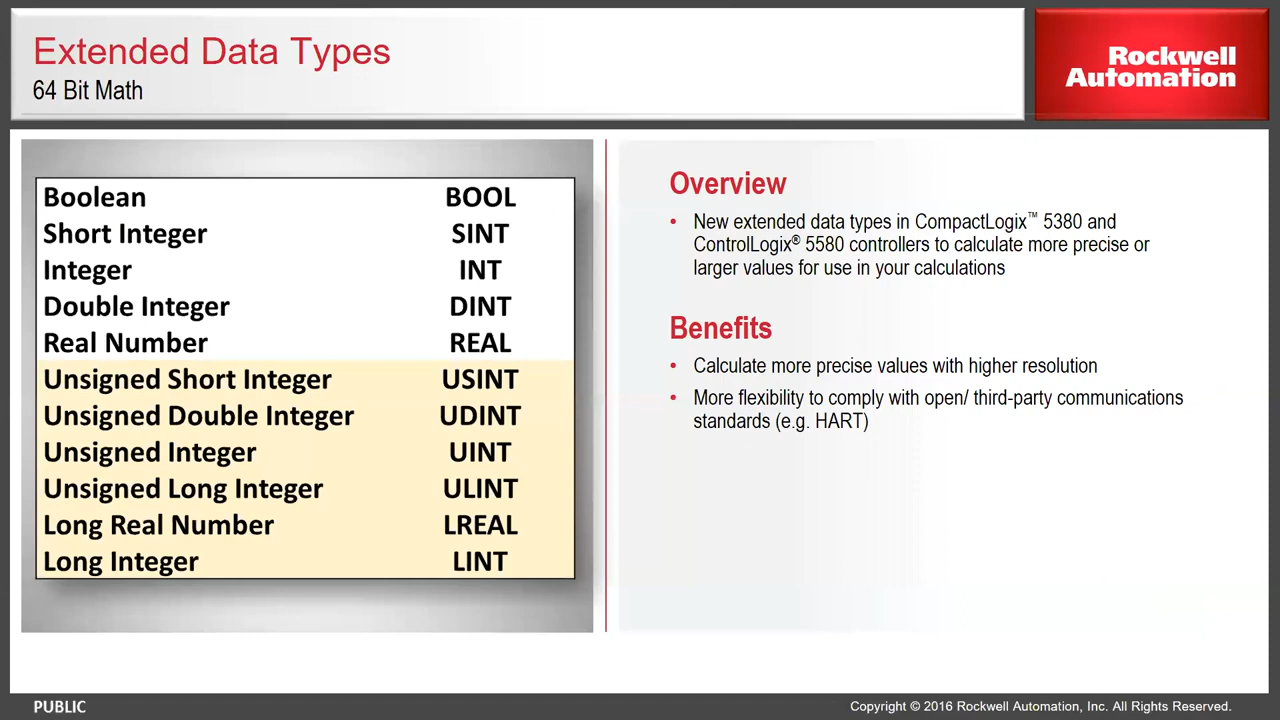 Extended Data Types
64 Bit Math
Rockwell
Automation
Boolean BOOL
Short Integer SINT
Integer INT
Double Integer DINT
Real Number REAL
Unsigned Short Integer USINT
Unsigned Double Integer UDINT
Unsigned Integer UINT
Unsigned Long Integer ULINT
Long Real Number LREAL
Long Integer LINT
Overview
• New extended data types in CompactLogix™ 5380 and
ControlLogix® 5580 controllers to calculate more precise or
larger values for use in your calculations
Benefits
• Calculate more precise values with higher resolution
• More flexibility to comply with open/ third-party communications
standards (e.g. HART)
PUBLIC
Copyright © 2016 Rockwell Automation, Inc. All Rights Reserved.